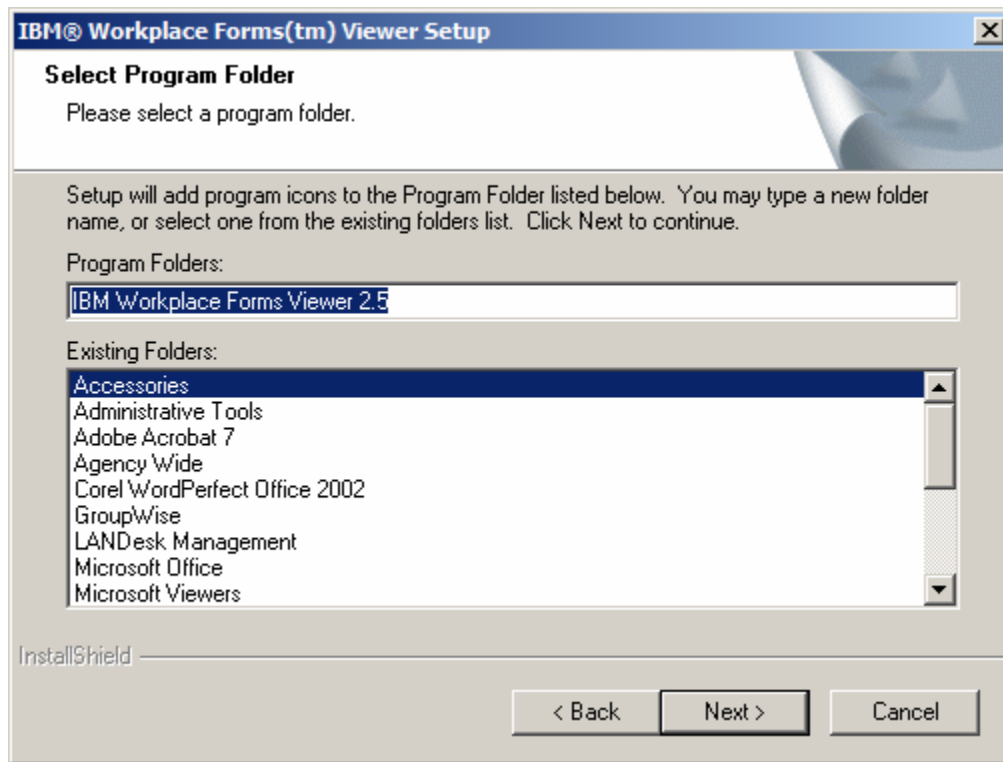 IBM® Workplace Forms(tm) Viewer Setup
Select Program Folder
Please select a program folder.
Setup will add program icons to the Program Folder listed below.  You may type a new folder
name, or select one from the existing folders list.  Click Next to continue.
Program Folders:
IBM Workplace Forms Viewer 2.5
Existing Folders:
Accessories
Administrative Tools
Adobe Acrobat 7
Agency Wide
Corel WordPerfect Office 2002
GroupWise
LANDesk Management
Microsoft Office
Microsoft Viewers
InstallShield
< Back
Next >
Cancel